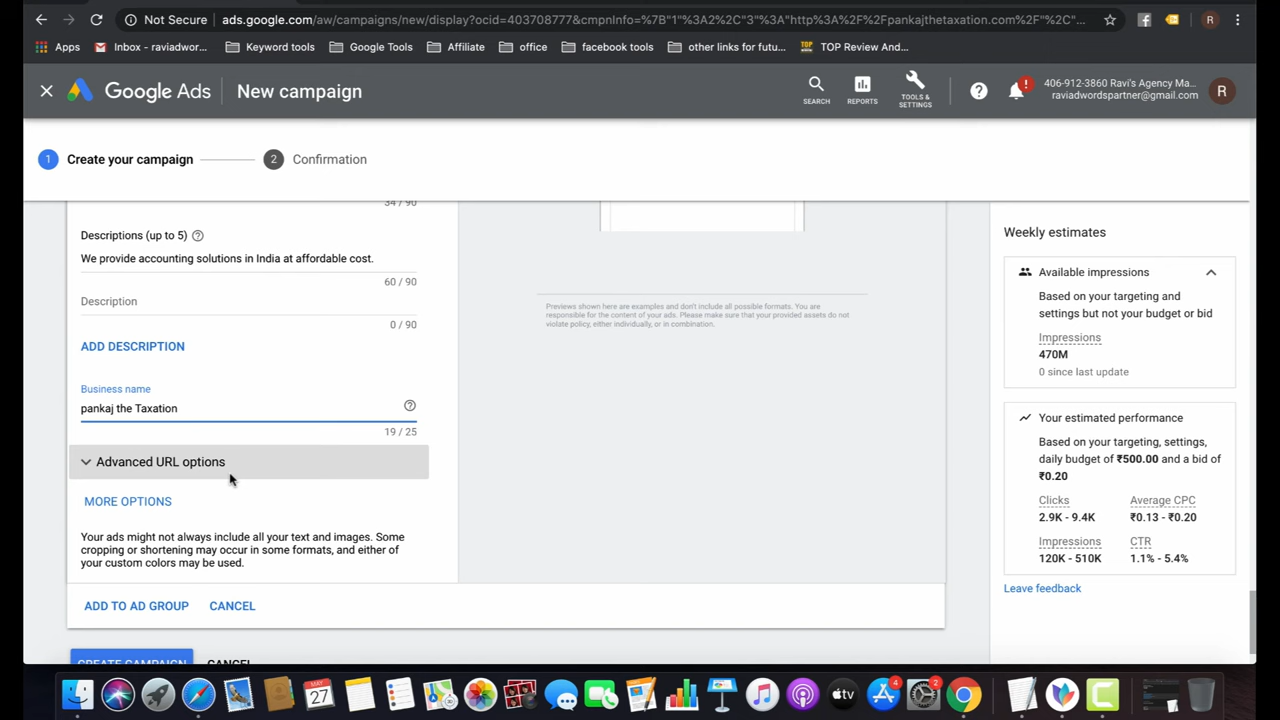 Not Secure
ads.google.com/aw/campaigns/new/display?ocid=403708777&cmpnInfo=%7B"1"%3A2%2C"3"%3A"http%3A%2F%2Fpankajthetaxation.com%2F"%2C"...
R
Apps
Inbox - raviadwor...
Keyword tools
Google Tools
Affiliate
office
facebook tools
other links for futu...
TOP
TOP Review And...
Google Ads
New campaign
SEARCH
REPORTS
TOOLS &
SETTINGS
406-912-3860 Ravi's Agency Ma...
raviadwordspartner@gmail.com
R
1 Create your campaign
2 Confirmation
34 / 90
Descriptions (up to 5)
We provide accounting solutions in India at affordable cost.
60 / 90
Description
0 / 90
ADD DESCRIPTION
Business name
pankaj the Taxation
19 / 25
Advanced URL options
MORE OPTIONS
Your ads might not always include all your text and images. Some
cropping or shortening may occur in some formats, and either of
your custom colors may be used.
ADD TO AD GROUP
CANCEL
CREATE CAMPAIGN
CANCEL
Previews shown here are examples and don't include all possible formats. You are
responsible for the content of your ads. Please make sure that your provided assets do not
violate policy, either individually, or in combination.
Weekly estimates
Available impressions
Based on your targeting and
settings but not your budget or bid
Impressions
470M
0 since last update
Your estimated performance
Based on your targeting, settings,
daily budget of ₹500.00 and a bid of
₹0.20
Clicks
Average CPC
2.9K - 9.4K
₹0.13 - ₹0.20
Impressions
CTR
120K - 510K
1.1% - 5.4%
Leave feedback
MAY
27
tv
4
2